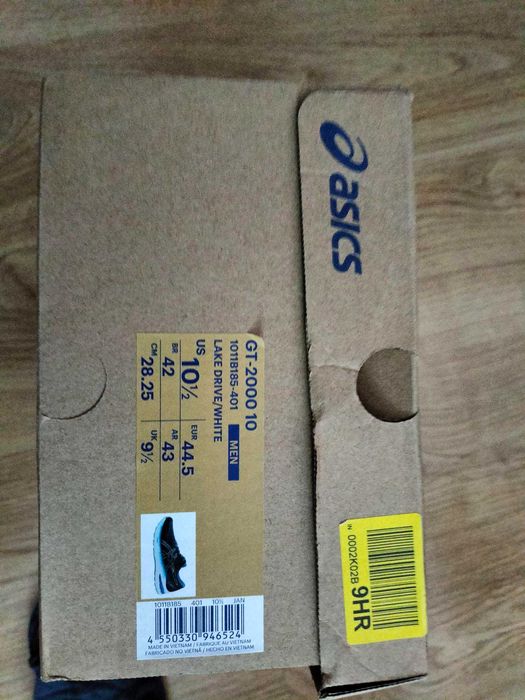 asics
GT-2000 10
1011B185-401 MEN
LAKE DRIVE/WHITE
US 10½ EUR 44.5
BR 42 AR 43
CM 28.25 UK 9½
1011B185 401 10½ JAN
4 550330 946524
MADE IN VIETNAM / FABRIQUE AU VIETNAM
FABRICADO NO VIETNÃ / HECHO EN VIETNAM
IN 0002K02B
9HR